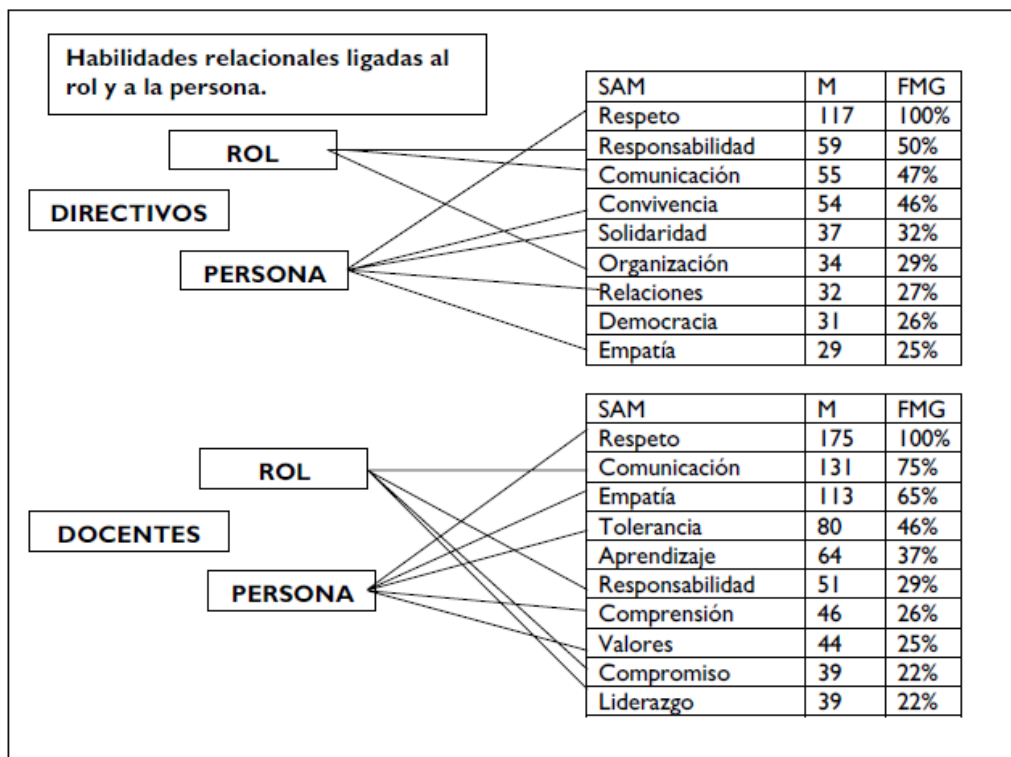 Habilidades relacionales ligadas al
rol y a la persona.
ROL
DIRECTIVOS
PERSONA
SAM M FMG
Respeto 117 100%
Responsabilidad 59 50%
Comunicación 55 47%
Convivencia 54 46%
Solidaridad 37 32%
Organización 34 29%
Relaciones 32 27%
Democracia 31 26%
Empatía 29 25%
ROL
DOCENTES
PERSONA
SAM M FMG
Respeto 175 100%
Comunicación 131 75%
Empatía 113 65%
Tolerancia 80 46%
Aprendizaje 64 37%
Responsabilidad 51 29%
Comprensión 46 26%
Valores 44 25%
Compromiso 39 22%
Liderazgo 39 22%